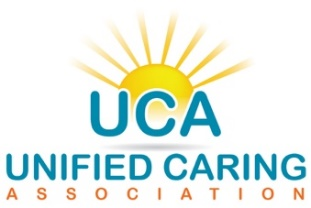 UCA
UNIFIED CARING
ASSOCIATION